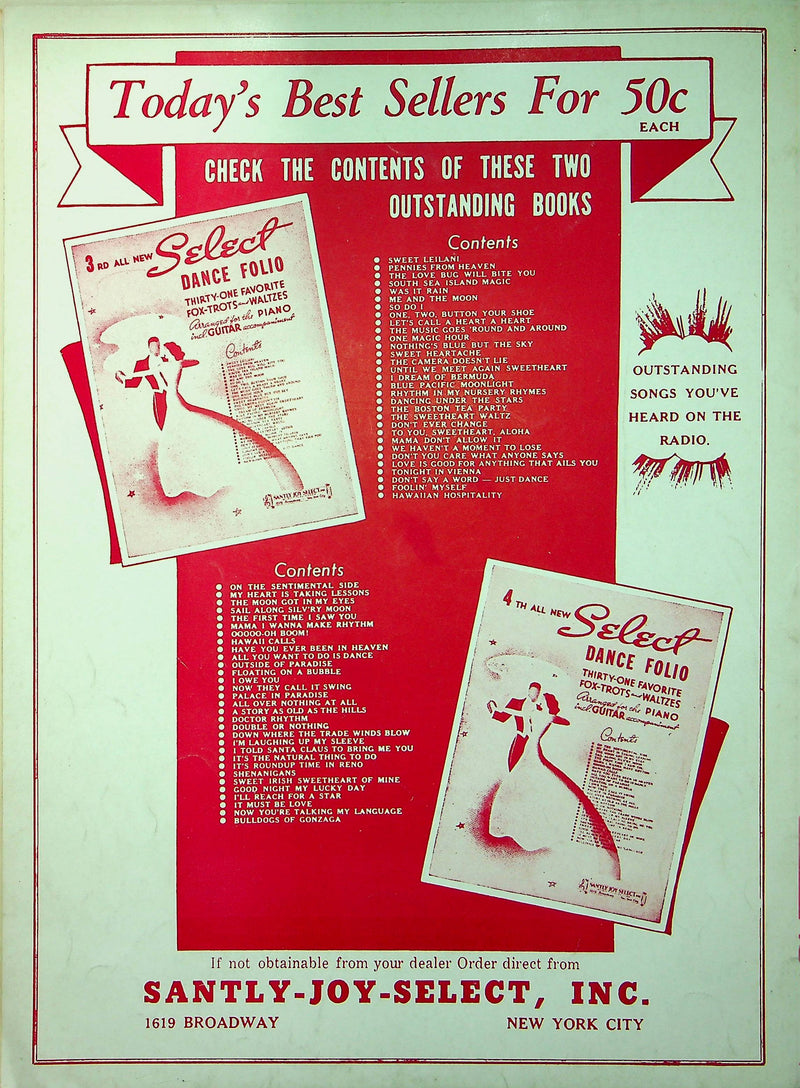 Today's Best Sellers For 50c
EACH
CHECK THE CONTENTS OF THESE TWO
OUTSTANDING BOOKS
3RD ALL NEW Select
DANCE FOLIO
THIRTY-ONE FAVORITE
FOX-TROTS and WALTZES
Arranged for the PIANO
incl. GUITAR accompaniment
Contents
SANTLY JOY SELECT INC
Contents
SWEET LEILANI
PENNIES FROM HEAVEN
THE LOVE BUG WILL BITE YOU
SOUTH SEA ISLAND MAGIC
WAS IT RAIN
ME AND THE MOON
SO DO I
ONE, TWO, BUTTON YOUR SHOE
LET'S CALL A HEART A HEART
THE MUSIC GOES 'ROUND AND AROUND
ONE MAGIC HOUR
NOTHING'S BLUE BUT THE SKY
SWEET HEARTACHE
THE CAMERA DOESN'T LIE
UNTIL WE MEET AGAIN SWEETHEART
I DREAM OF BERMUDA
BLUE PACIFIC MOONLIGHT
RHYTHM IN MY NURSERY RHYMES
DANCING UNDER THE STARS
THE BOSTON TEA PARTY
THE SWEETHEART WALTZ
DON'T EVER CHANGE
TO YOU, SWEETHEART, ALOHA
MAMA DON'T ALLOW IT
WE HAVEN'T A MOMENT TO LOSE
DON'T YOU CARE WHAT ANYONE SAYS
LOVE IS GOOD FOR ANYTHING THAT AILS YOU
TONIGHT IN VIENNA
DON'T SAY A WORD — JUST DANCE
FOOLIN' MYSELF
HAWAIIAN HOSPITALITY
OUTSTANDING
SONGS YOU'VE
HEARD ON THE
RADIO.
Contents
ON THE SENTIMENTAL SIDE
MY HEART IS TAKING LESSONS
THE MOON GOT IN MY EYES
SAIL ALONG SILV'RY MOON
THE FIRST TIME I SAW YOU
MAMA I WANNA MAKE RHYTHM
OOOOO-OH BOOM!
HAWAII CALLS
HAVE YOU EVER BEEN IN HEAVEN
ALL YOU WANT TO DO IS DANCE
OUTSIDE OF PARADISE
FLOATING ON A BUBBLE
I OWE YOU
NOW THEY CALL IT SWING
PALACE IN PARADISE
ALL OVER NOTHING AT ALL
A STORY AS OLD AS THE HILLS
DOCTOR RHYTHM
DOUBLE OR NOTHING
DOWN WHERE THE TRADE WINDS BLOW
I'M LAUGHING UP MY SLEEVE
I TOLD SANTA CLAUS TO BRING ME YOU
IT'S THE NATURAL THING TO DO
IT'S ROUNDUP TIME IN RENO
SHENANIGANS
SWEET IRISH SWEETHEART OF MINE
GOOD NIGHT MY LUCKY DAY
I'LL REACH FOR A STAR
IT MUST BE LOVE
NOW YOU'RE TALKING MY LANGUAGE
BULLDOGS OF GONZAGA
4TH ALL NEW Select
DANCE FOLIO
THIRTY-ONE FAVORITE
FOX-TROTS and WALTZES
Arranged for the PIANO
incl. GUITAR accompaniment
Contents
SANTLY JOY SELECT INC
If not obtainable from your dealer Order direct from
SANTLY-JOY-SELECT, INC.
1619 BROADWAY NEW YORK CITY